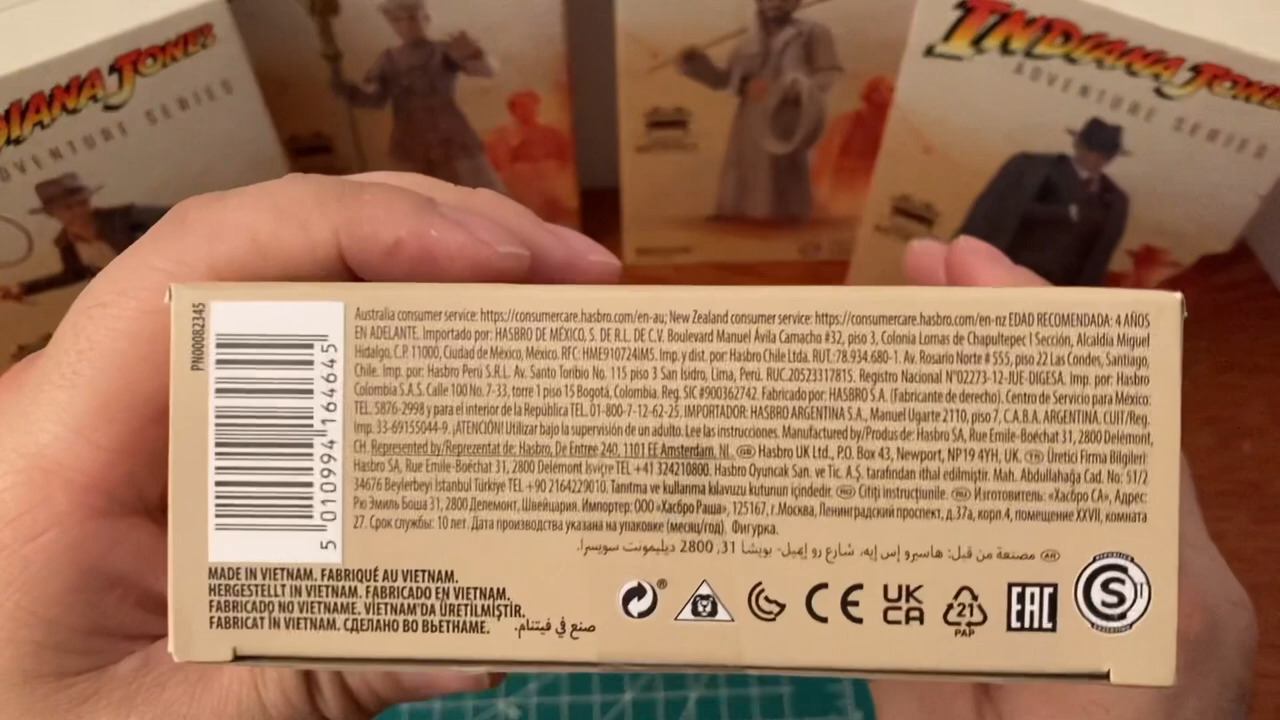 DIANA JONES
DVENTURE SERIES
INDIANA JONES
ADVENTURE SERIES
PN00082345
5 010994 164645
Australia consumer service: https://consumercare.hasbro.com/en-au; New Zealand consumer service: https://consumercare.hasbro.com/en-nz EDAD RECOMENDADA: 4 AÑOS
EN ADELANTE. Importado por: HASBRO DE MÉXICO, S. DE R.L. DE C.V. Boulevard Manuel Ávila Camacho #32, piso 3, Colonia Lomas de Chapultepec I Sección, Alcaldía Miguel
Hidalgo, C.P. 11000, Ciudad de México, México. RFC: HME910724IM5. Imp. y dist. por: Hasbro Chile Ltda. RUT.:78.934.680-1. Av. Rosario Norte # 555, piso 22 Las Condes, Santiago,
Chile. Imp. por: Hasbro Perú S.R.L. Av. Santo Toribio No. 115 piso 3 San Isidro, Lima, Perú. RUC.20523317815. Registro Nacional N°02273-12-JUE-DIGESA. Imp. por: Hasbro
Colombia S.A.S. Calle 100 No. 7-33, torre 1 piso 15 Bogotá, Colombia. Reg. SIC #900362742. Fabricado por: HASBRO S.A. (Fabricante de derecho). Centro de Servicio para México:
TEL. 5876-2998 y para el interior de la República TEL. 01-800-7-12-62-25. IMPORTADOR: HASBRO ARGENTINA S.A., Manuel Ugarte 2110, piso 7, C.A.B.A. ARGENTINA. CUIT/Reg.
Imp. 33-69155044-9. ¡ATENCIÓN! Utilizar bajo la supervisión de un adulto. Lee las instrucciones. Manufactured by/Produs de: Hasbro SA, Rue Emile-Boéchat 31, 2800 Delémont,
CH. Represented by/Reprezentat de: Hasbro, De Entree 240, 1101 EE Amsterdam, NL. GB Hasbro UK Ltd., P.O. Box 43, Newport, NP19 4YH, UK. TR Üretici Firma Bilgileri:
Hasbro SA, Rue Emile-Boéchat 31, 2800 Delémont İsviçre TEL +41 324210800. Hasbro Oyuncak San. ve Tic. A.Ş. tarafından ithal edilmiştir. Mah. Abdullahağa Cad. No: 51/2
34676 Beylerbeyi İstanbul Türkiye TEL +90 2164229010. Tanıtma ve kullanma kılavuzu kutunun içindedir. RO Citiți instrucțiunile. RU Изготовитель: «Хасбро СА», Адрес:
Рю Эмиль Боша 31, 2800 Делемонт, Швейцария. Импортер: ООО «Хасбро Раша», 125167, г.Москва, Ленинградский проспект, д.37а, корп.4, помещение XXVII, комната
27. Срок службы: 10 лет. Дата производства указана на упаковке (месяц/год). Фигурка.
AR مصنعة من قبل: هاسبرو إس إيه، شارع رو إيميل- بويشا 31، 2800 ديليمونت سويسرا.
MADE IN VIETNAM. FABRIQUÉ AU VIETNAM.
HERGESTELLT IN VIETNAM. FABRICADO EN VIETNAM.
FABRICADO NO VIETNAME. VİETNAM'DA ÜRETİLMİŞTİR.
FABRICAT ÎN VIETNAM. СДЕЛАНО ВО ВЬЕТНАМЕ. صنع في فيتنام.
® CE UK CA 21 PAP EAC S